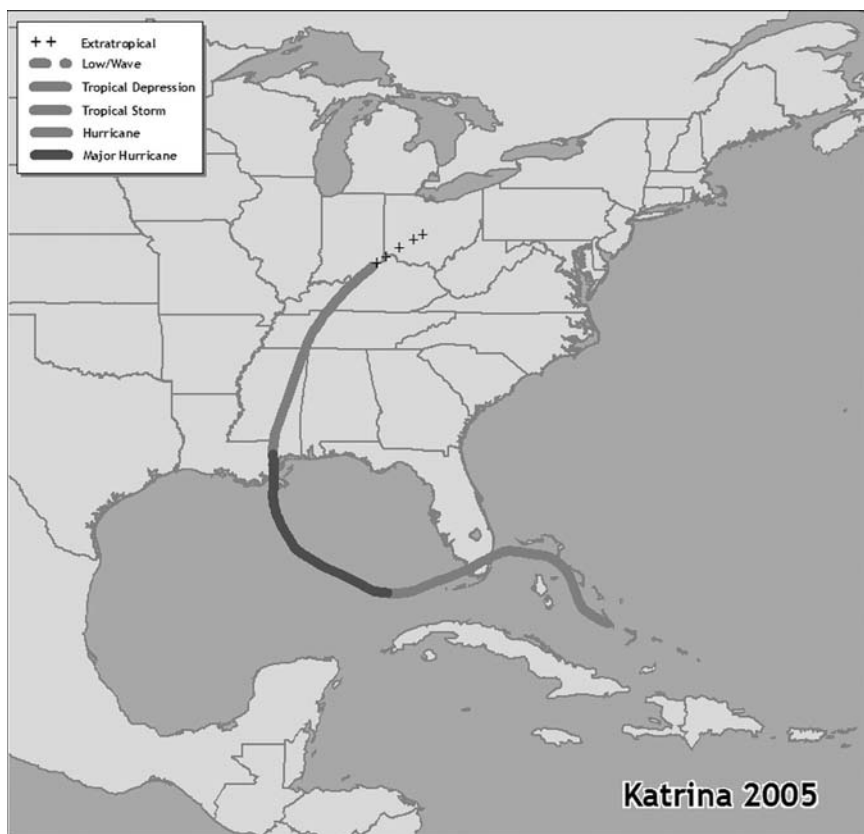 ++ Extratropical
Low/Wave
Tropical Depression
Tropical Storm
Hurricane
Major Hurricane
Katrina 2005